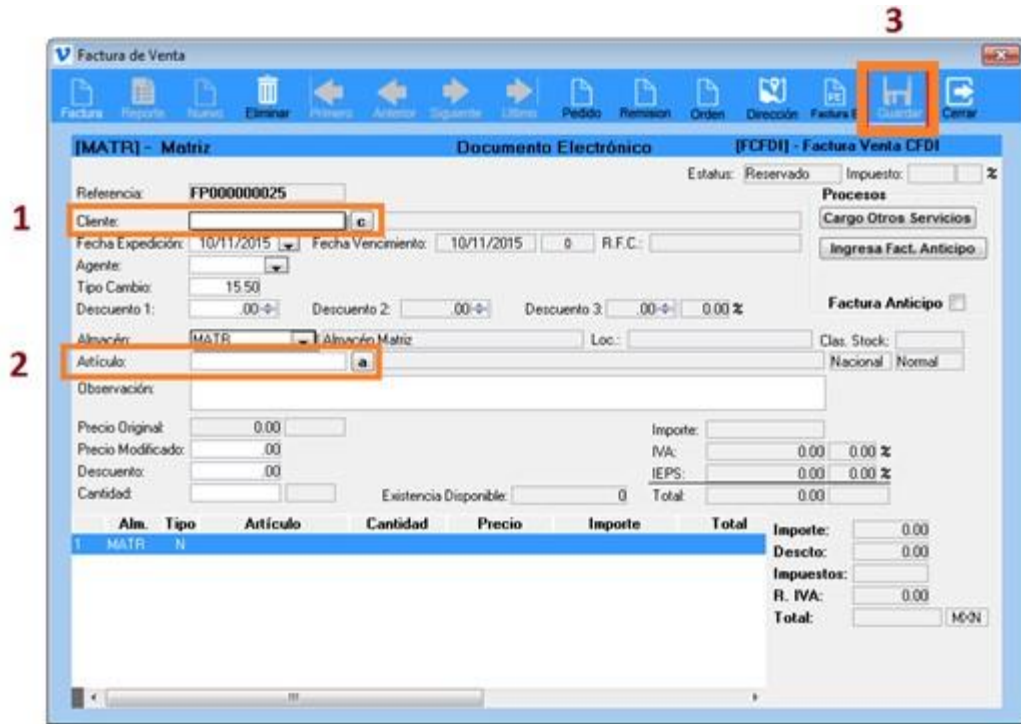 3
Factura de Venta
Factura Reporte Nuevo Eliminar Primero Anterior Siguiente Último Pedido Remision Orden Dirección Factura E Guardar Cerrar
[MATR] - Matriz Documento Electrónico [FCFDI] - Factura Venta CFDI
Estatus: Reservado Impuesto: %
Referencia: FP000000025 Procesos
1 Cliente: c Cargo Otros Servicios
Fecha Expedición: 10/11/2015 Fecha Vencimiento: 10/11/2015 0 R.F.C.: Ingresa Fact. Anticipo
Agente:
Tipo Cambio: 15.50
Descuento 1: .00 Descuento 2: .00 Descuento 3: .00 0.00 % Factura Anticipo
Almacén: MATR Almacén Matriz Loc.: Clas. Stock:
2 Artículo: a Nacional Normal
Observación:
Precio Original: 0.00 Importe:
Precio Modificado: .00 IVA: 0.00 0.00 %
Descuento: .00 IEPS: 0.00 0.00 %
Cantidad: Existencia Disponible: 0 Total: 0.00
Alm. Tipo Artículo Cantidad Precio Importe Total
1 MATR N
Importe: 0.00
Descto: 0.00
Impuestos:
R. IVA: 0.00
Total: MXN